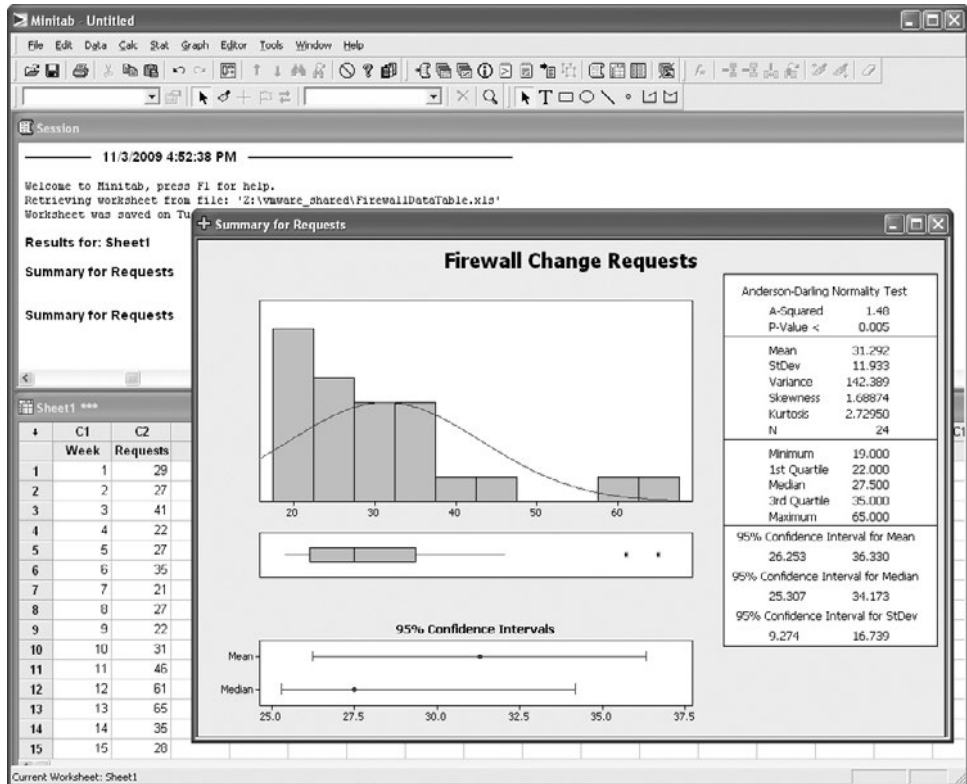 Minitab - Untitled
File Edit Data Calc Stat Graph Editor Tools Window Help
Session
11/3/2009 4:52:38 PM
Welcome to Minitab, press F1 for help.
Retrieving worksheet from file: 'Z:\vmware_shared\FirewallDataTable.xls'
Worksheet was saved on Tu
Results for: Sheet1
Summary for Requests
Summary for Requests
Summary for Requests
Firewall Change Requests
20 30 40 50 60
95% Confidence Intervals
Mean
Median
25.0 27.5 30.0 32.5 35.0 37.5
Anderson-Darling Normality Test
A-Squared 1.48
P-Value < 0.005
Mean 31.292
StDev 11.933
Variance 142.389
Skewness 1.68874
Kurtosis 2.72950
N 24
Minimum 19.000
1st Quartile 22.000
Median 27.500
3rd Quartile 35.000
Maximum 65.000
95% Confidence Interval for Mean
26.253 36.330
95% Confidence Interval for Median
25.307 34.173
95% Confidence Interval for StDev
9.274 16.739
Sheet1 ***
C1 C2 C1
Week Requests
1 1 29
2 2 27
3 3 41
4 4 22
5 5 27
6 6 35
7 7 21
8 8 27
9 9 22
10 10 31
11 11 46
12 12 61
13 13 65
14 14 35
15 15 28
Current Worksheet: Sheet1